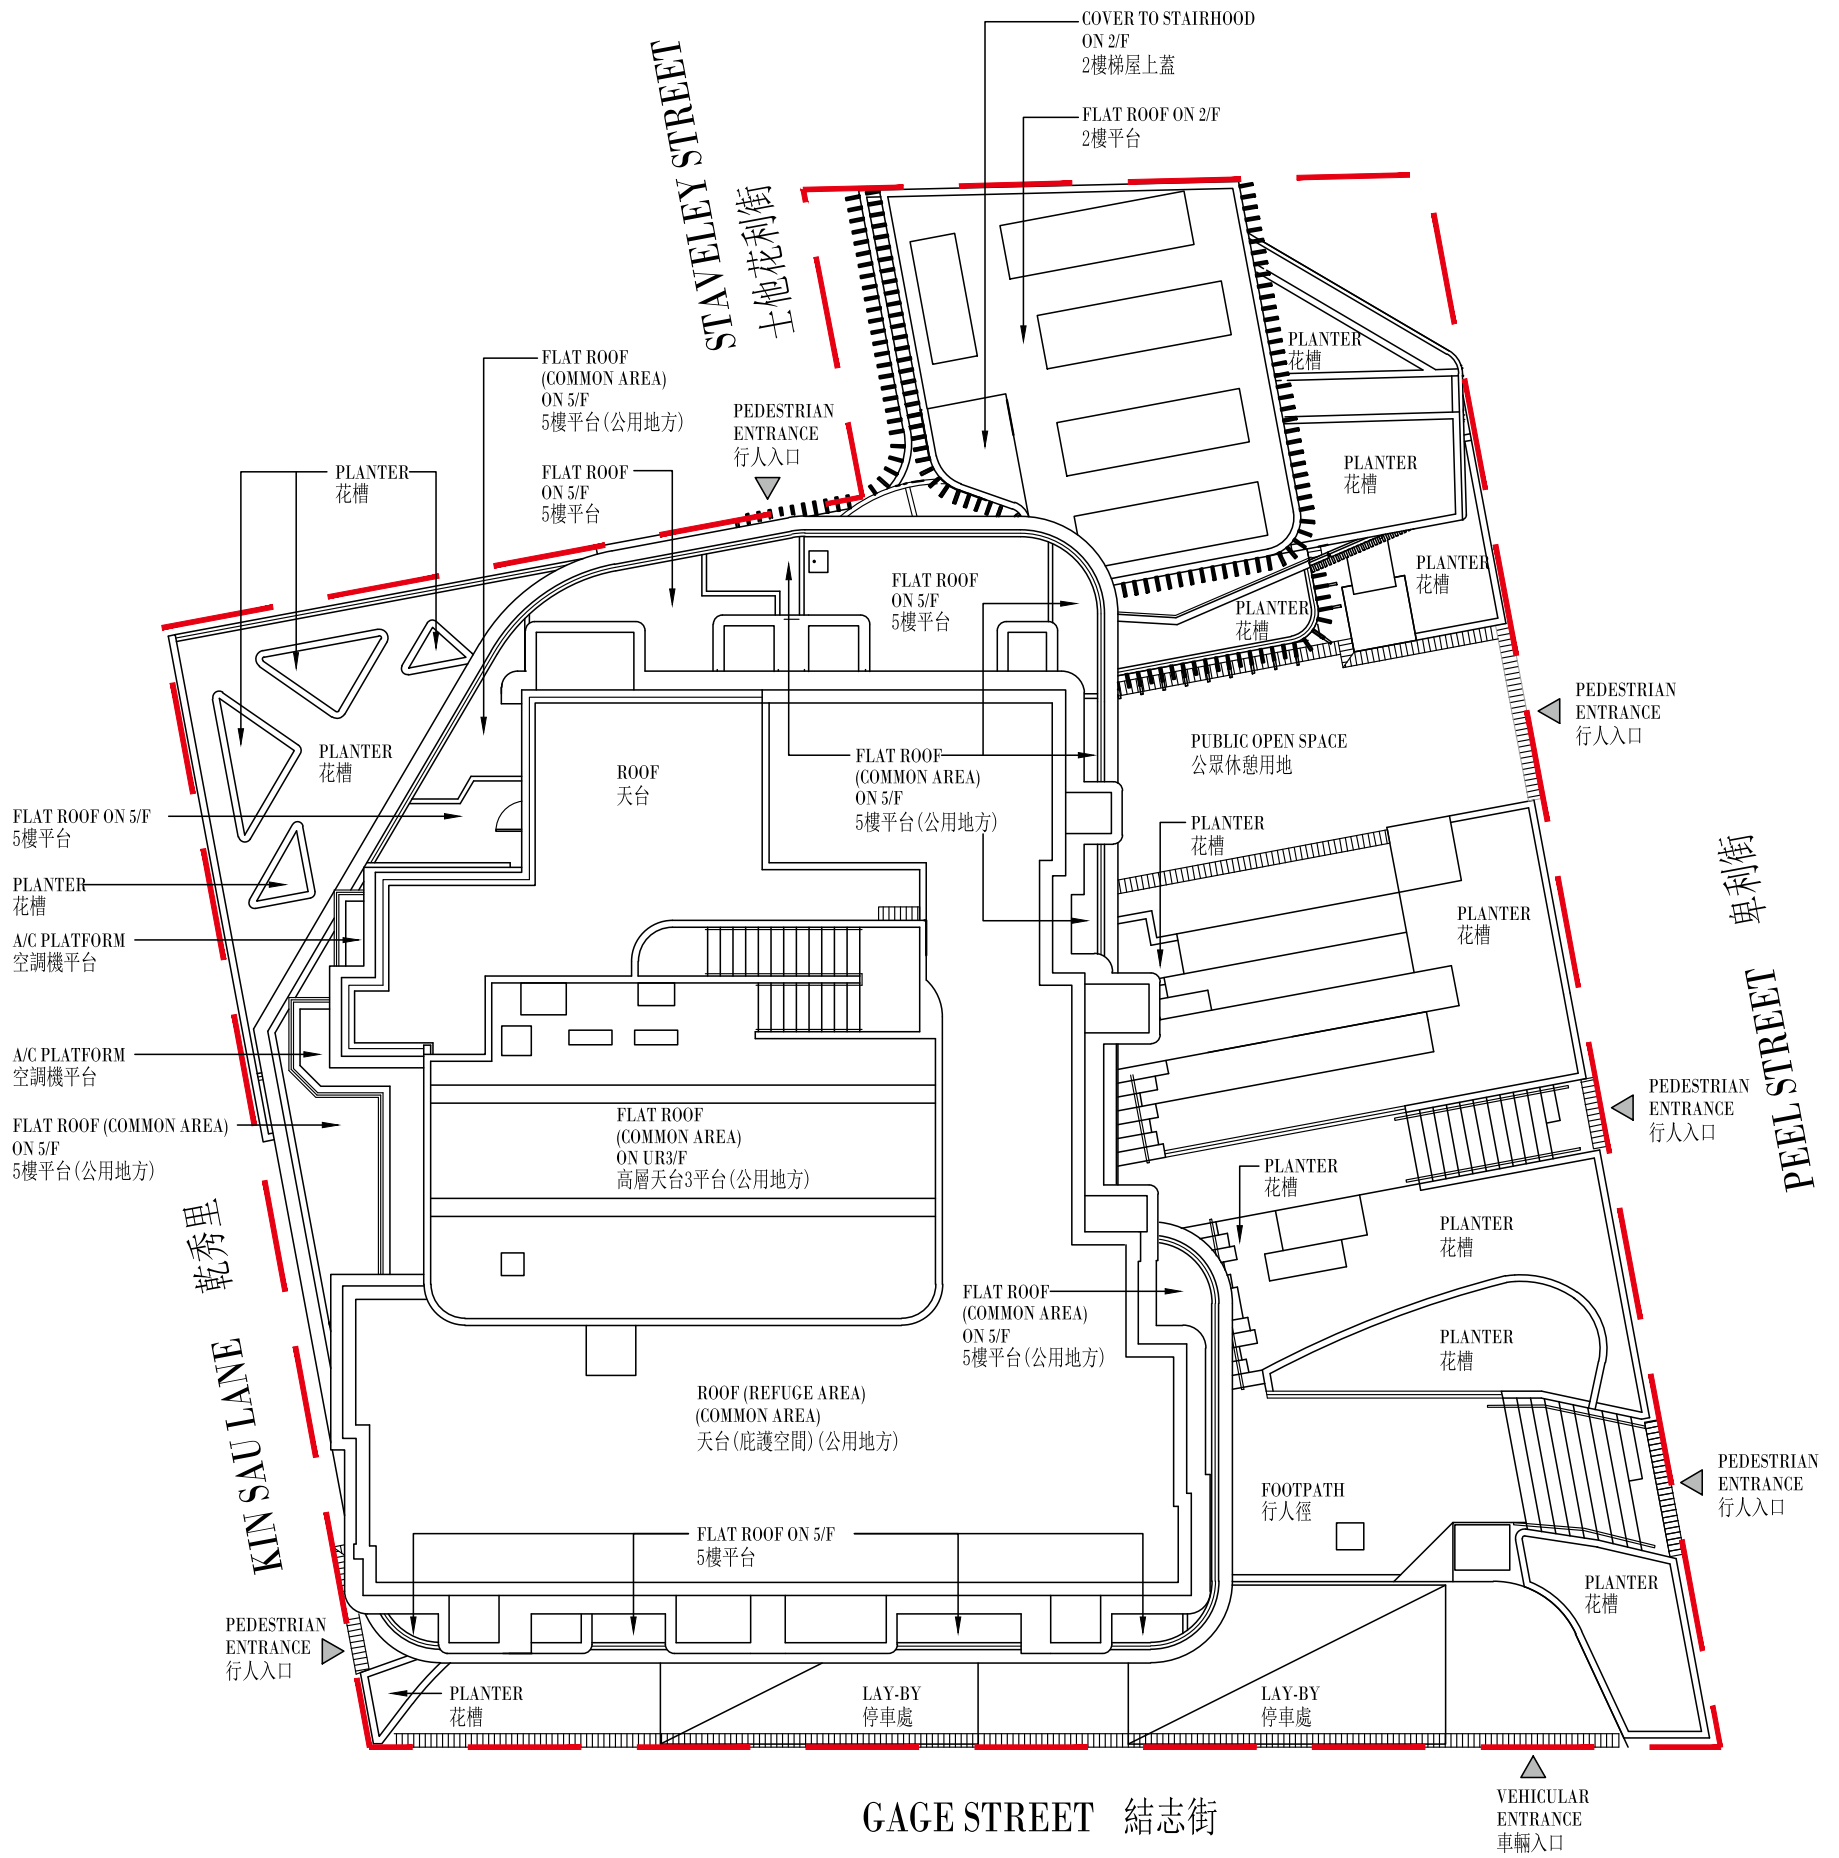 COVER TO STAIRHOOD
ON 2/F
2樓梯屋上蓋
FLAT ROOF ON 2/F
2樓平台
STAVELEY STREET
士他花利街
FLAT ROOF
(COMMON AREA)
ON 5/F
5樓平台(公用地方)
PEDESTRIAN
ENTRANCE
行人入口
PLANTER
花槽
FLAT ROOF
ON 5/F
5樓平台
PLANTER
花槽
PLANTER
花槽
PLANTER
花槽
FLAT ROOF
ON 5/F
5樓平台
PLANTER
花槽
PEDESTRIAN
ENTRANCE
行人入口
PUBLIC OPEN SPACE
公眾休憩用地
PLANTER
花槽
ROOF
天台
FLAT ROOF
(COMMON AREA)
ON 5/F
5樓平台(公用地方)
FLAT ROOF ON 5/F
5樓平台
PLANTER
花槽
PLANTER
花槽
A/C PLATFORM
空調機平台
PLANTER
花槽
卑利街
PEEL STREET
A/C PLATFORM
空調機平台
PEDESTRIAN
ENTRANCE
行人入口
FLAT ROOF (COMMON AREA)
ON 5/F
5樓平台(公用地方)
FLAT ROOF
(COMMON AREA)
ON UR3/F
高層天台3平台(公用地方)
PLANTER
花槽
PLANTER
花槽
乾秀里
KIN SAU LANE
FLAT ROOF
(COMMON AREA)
ON 5/F
5樓平台(公用地方)
PLANTER
花槽
ROOF (REFUGE AREA)
(COMMON AREA)
天台(庇護空間)(公用地方)
PEDESTRIAN
ENTRANCE
行人入口
FOOTPATH
行人徑
FLAT ROOF ON 5/F
5樓平台
PLANTER
花槽
PEDESTRIAN
ENTRANCE
行人入口
PLANTER
花槽
LAY-BY
停車處
LAY-BY
停車處
GAGE STREET 結志街
VEHICULAR
ENTRANCE
車輛入口